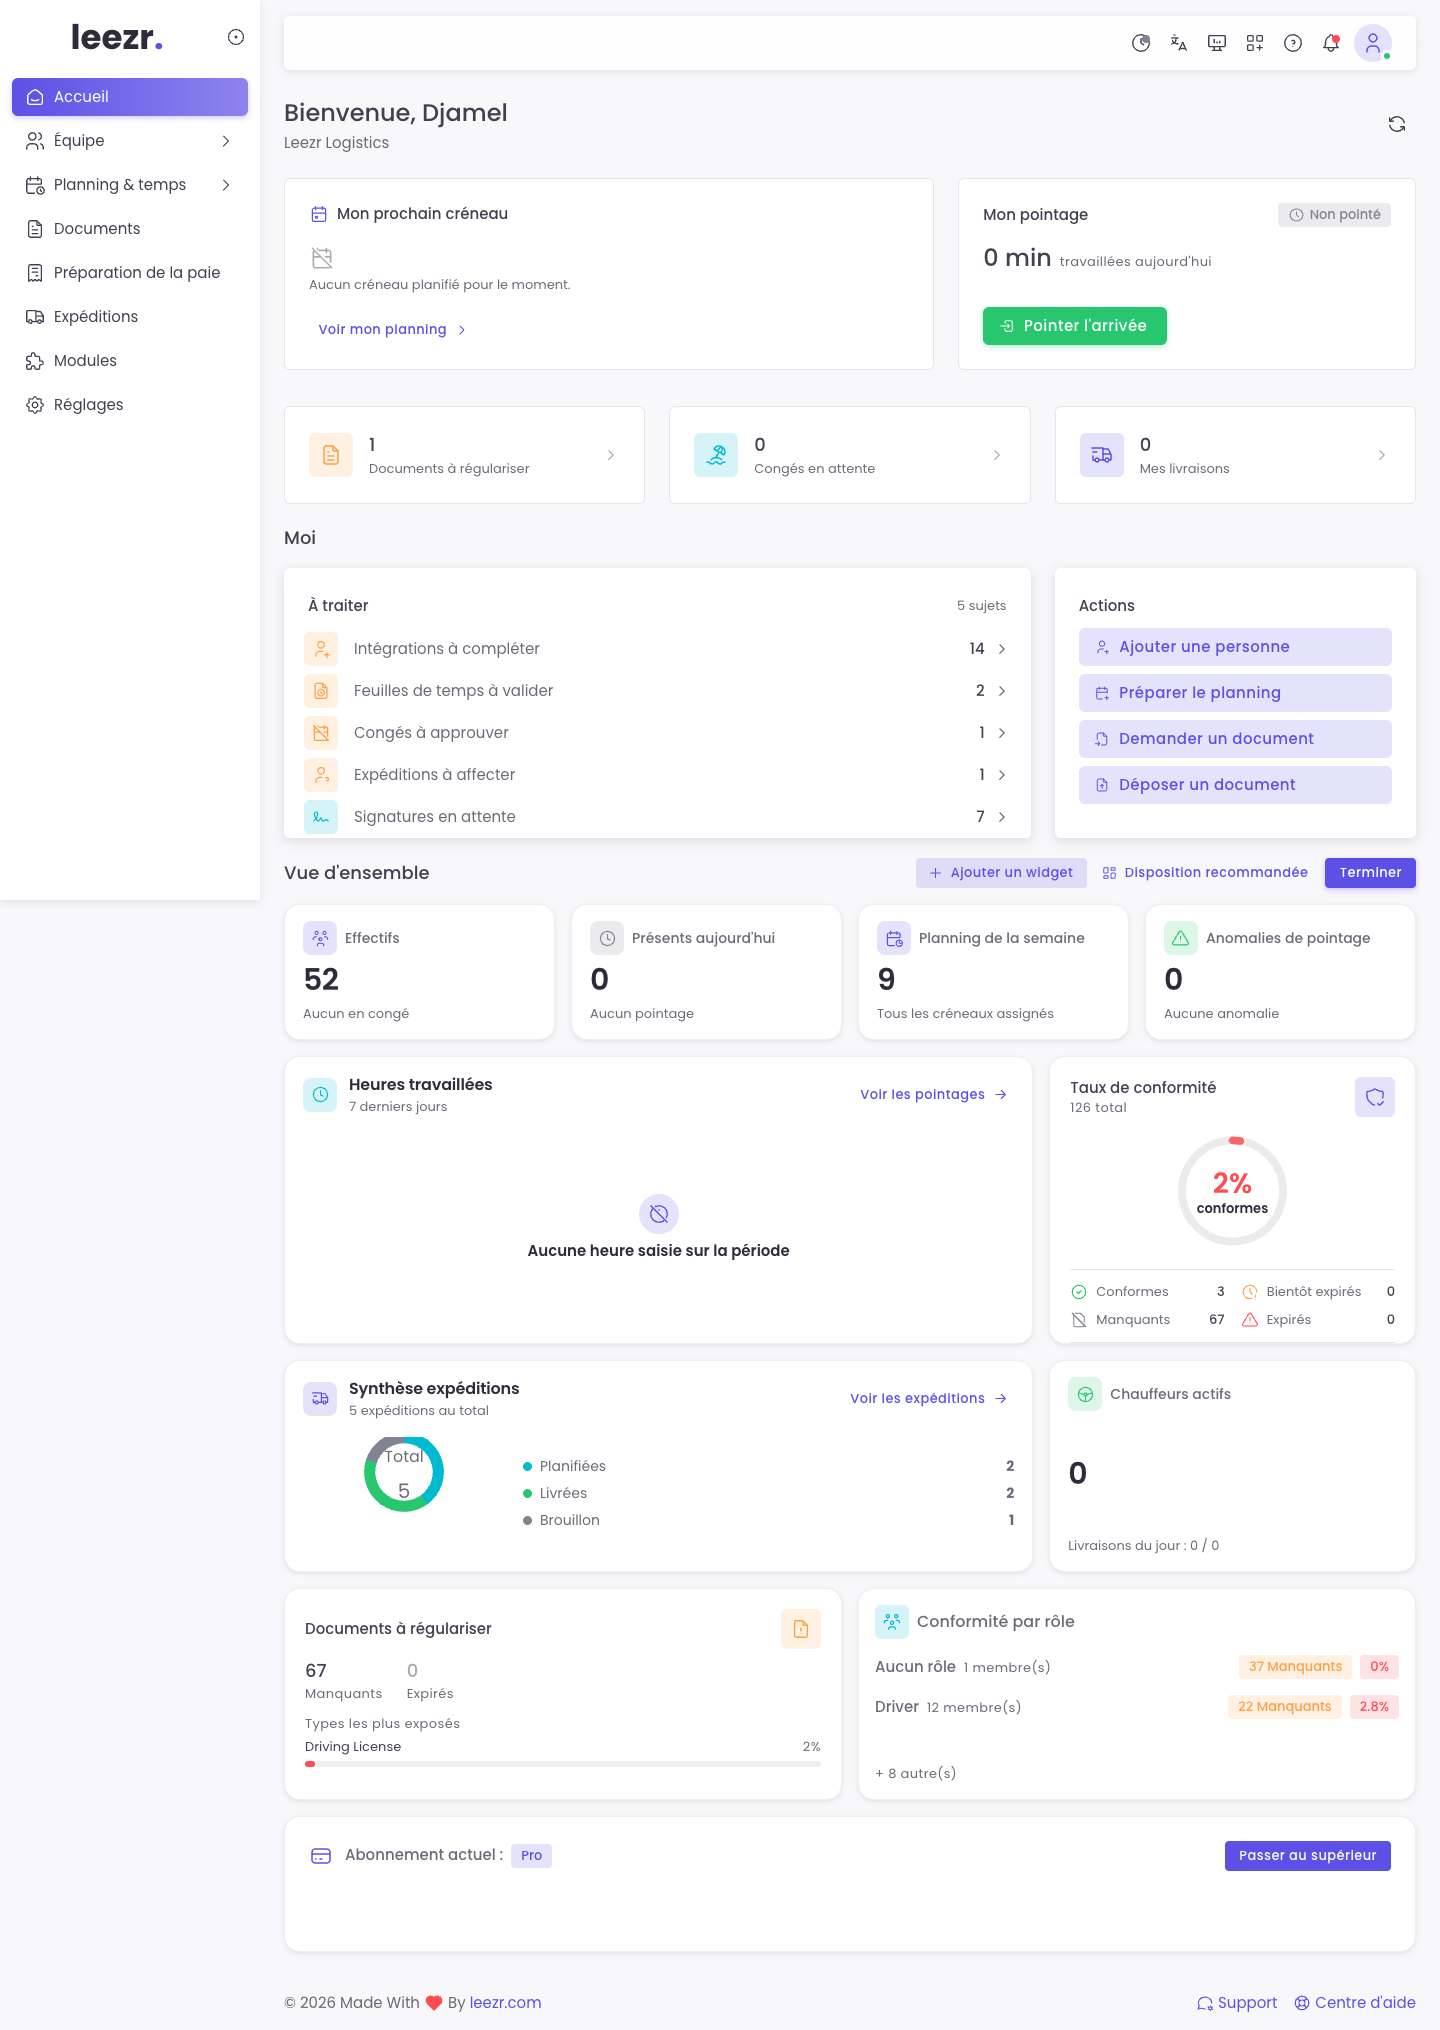 leezr.
Accueil
Équipe
Planning & temps
Documents
Préparation de la paie
Expéditions
Modules
Réglages
Bienvenue, Djamel
Leezr Logistics
Mon prochain créneau
Aucun créneau planifié pour le moment.
Voir mon planning
Mon pointage
Non pointé
0 min travaillées aujourd'hui
Pointer l'arrivée
1
Documents à régulariser
0
Congés en attente
0
Mes livraisons
Moi
À traiter
5 sujets
Intégrations à compléter 14
Feuilles de temps à valider 2
Congés à approuver 1
Expéditions à affecter 1
Signatures en attente 7
Actions
Ajouter une personne
Préparer le planning
Demander un document
Déposer un document
Vue d'ensemble
Ajouter un widget
Disposition recommandée
Terminer
Effectifs
52
Aucun en congé
Présents aujourd'hui
0
Aucun pointage
Planning de la semaine
9
Tous les créneaux assignés
Anomalies de pointage
0
Aucune anomalie
Heures travaillées
7 derniers jours
Voir les pointages
Aucune heure saisie sur la période
Taux de conformité
126 total
2%
conformes
Conformes 3
Bientôt expirés 0
Manquants 67
Expirés 0
Synthèse expéditions
5 expéditions au total
Voir les expéditions
Total
5
Planifiées 2
Livrées 2
Brouillon 1
Chauffeurs actifs
0
Livraisons du jour : 0 / 0
Documents à régulariser
67
Manquants
0
Expirés
Types les plus exposés
Driving License 2%
Conformité par rôle
Aucun rôle 1 membre(s) 37 Manquants 0%
Driver 12 membre(s) 22 Manquants 2.8%
+ 8 autre(s)
Abonnement actuel : Pro
Passer au supérieur
© 2026 Made With By leezr.com
Support
Centre d'aide